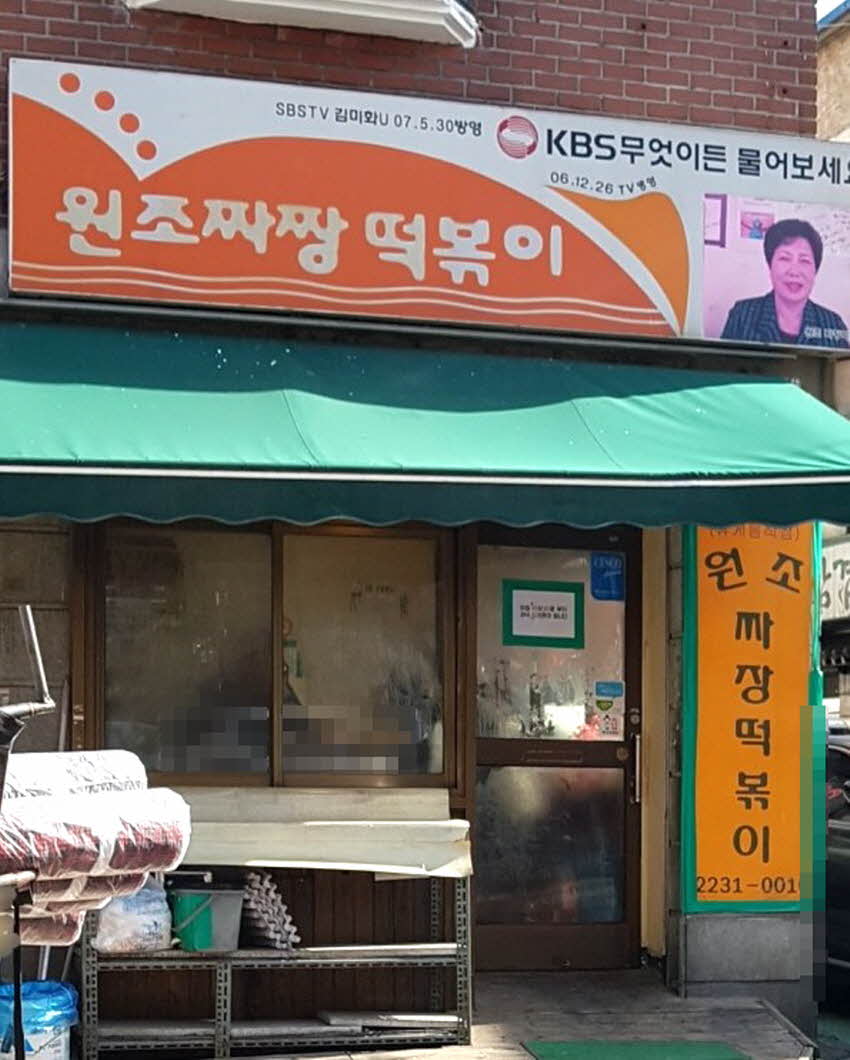 SBSTV 김미화U 07.5.30방영
KBS무엇이든 물어보세요
06.12.26 TV방영
원조짜짱 떡볶이
원조
짜
장
떡
볶
이
2231-001
CESCO